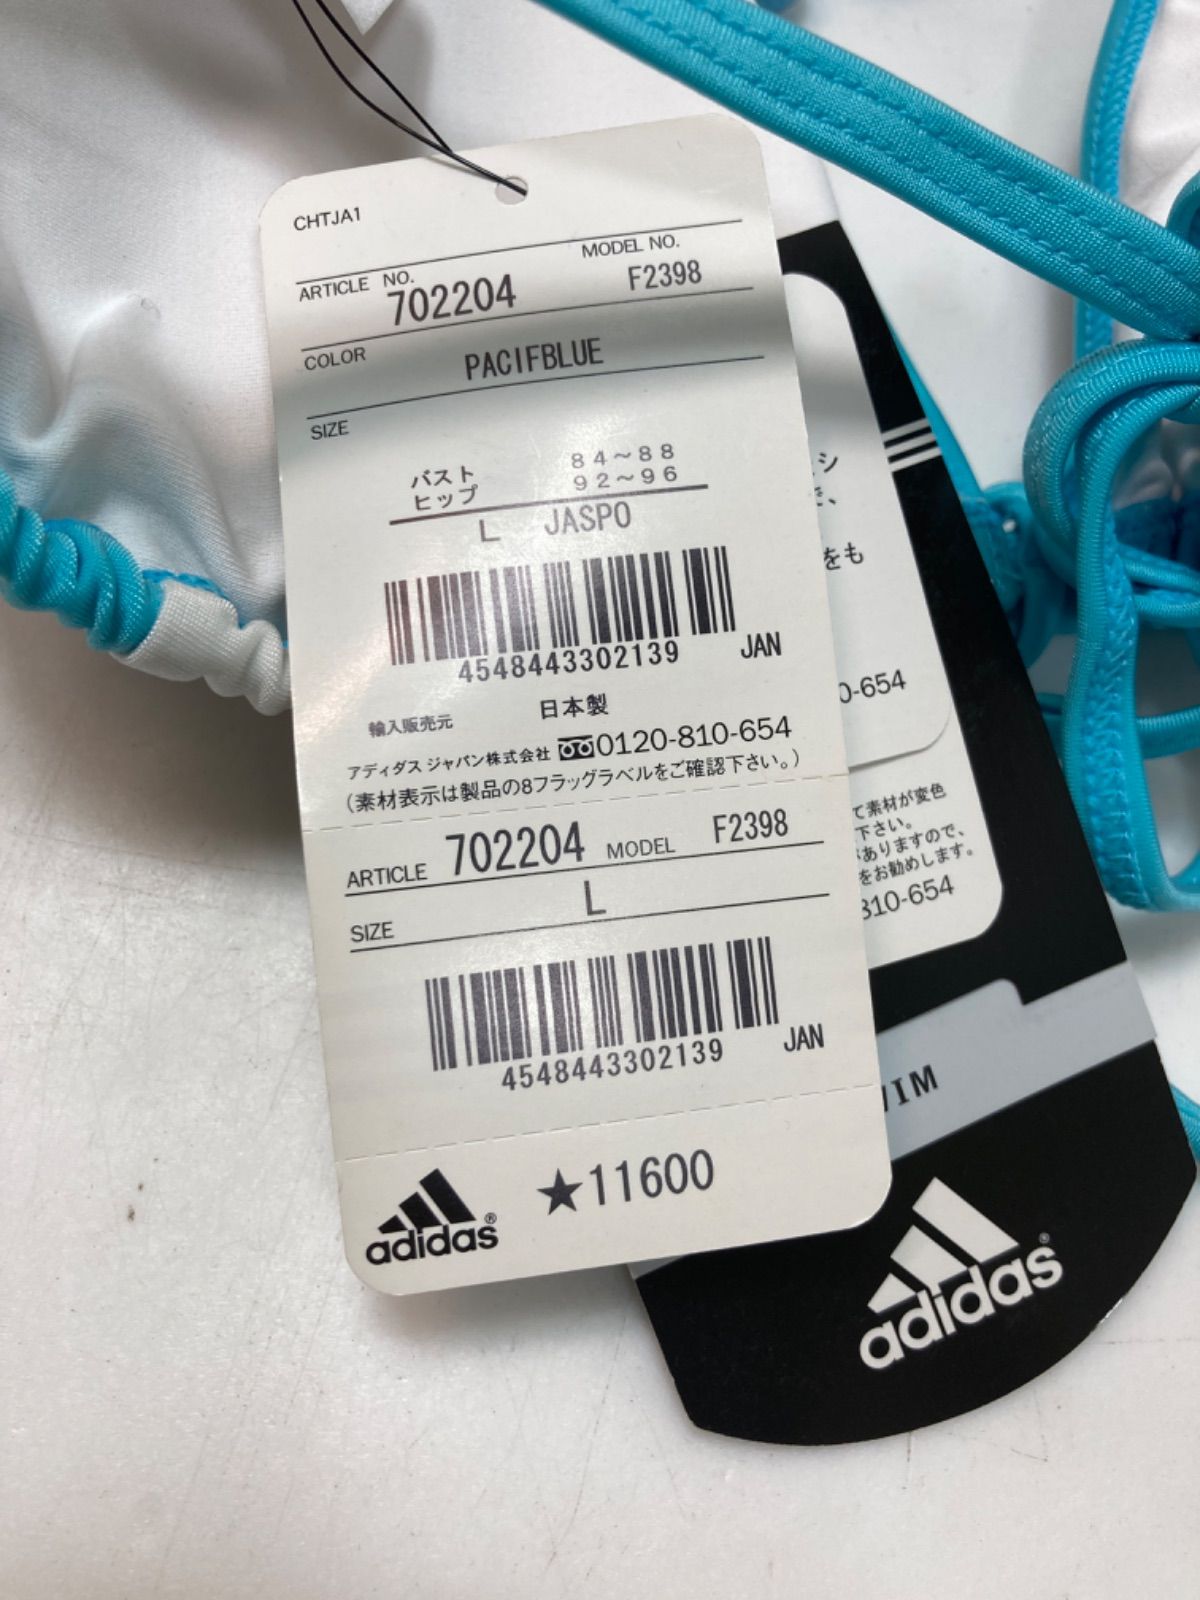 CHTJA1
ARTICLE NO. 702204 MODEL NO. F2398
COLOR PACIFBLUE
SIZE
バスト 84～88
ヒップ 92～96
L JASPO
4548443302139 JAN
輸入販売元 日本製
アディダス ジャパン株式会社 0120-810-654
(素材表示は製品の8フラッグラベルをご確認下さい。)
ARTICLE 702204 MODEL F2398
SIZE L
4548443302139 JAN
adidas® ★11600
シ
で、
をも
0-654
て素材が変色
下さい。
ありますので、
をお勧めします。
810-654
IM
adidas®